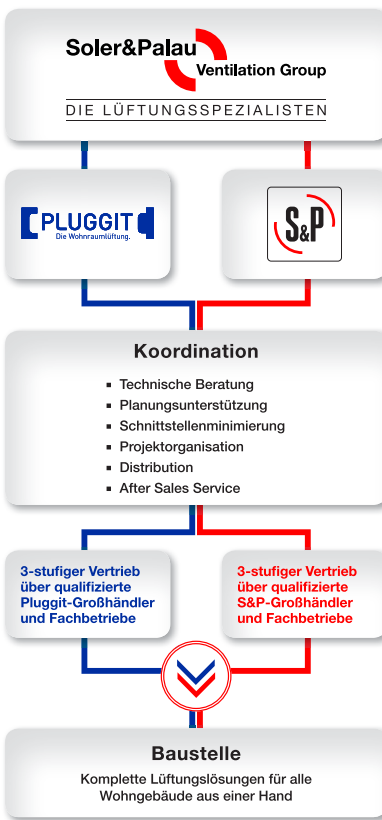 Soler&Palau
Ventilation Group
DIE LÜFTUNGSSPEZIALISTEN
PLUGGIT
Die Wohnraumlüftung.
S&P
Koordination
▪ Technische Beratung
▪ Planungsunterstützung
▪ Schnittstellenminimierung
▪ Projektorganisation
▪ Distribution
▪ After Sales Service
3-stufiger Vertrieb
über qualifizierte
Pluggit-Großhändler
und Fachbetriebe
3-stufiger Vertrieb
über qualifizierte
S&P-Großhändler
und Fachbetriebe
Baustelle
Komplette Lüftungslösungen für alle
Wohngebäude aus einer Hand